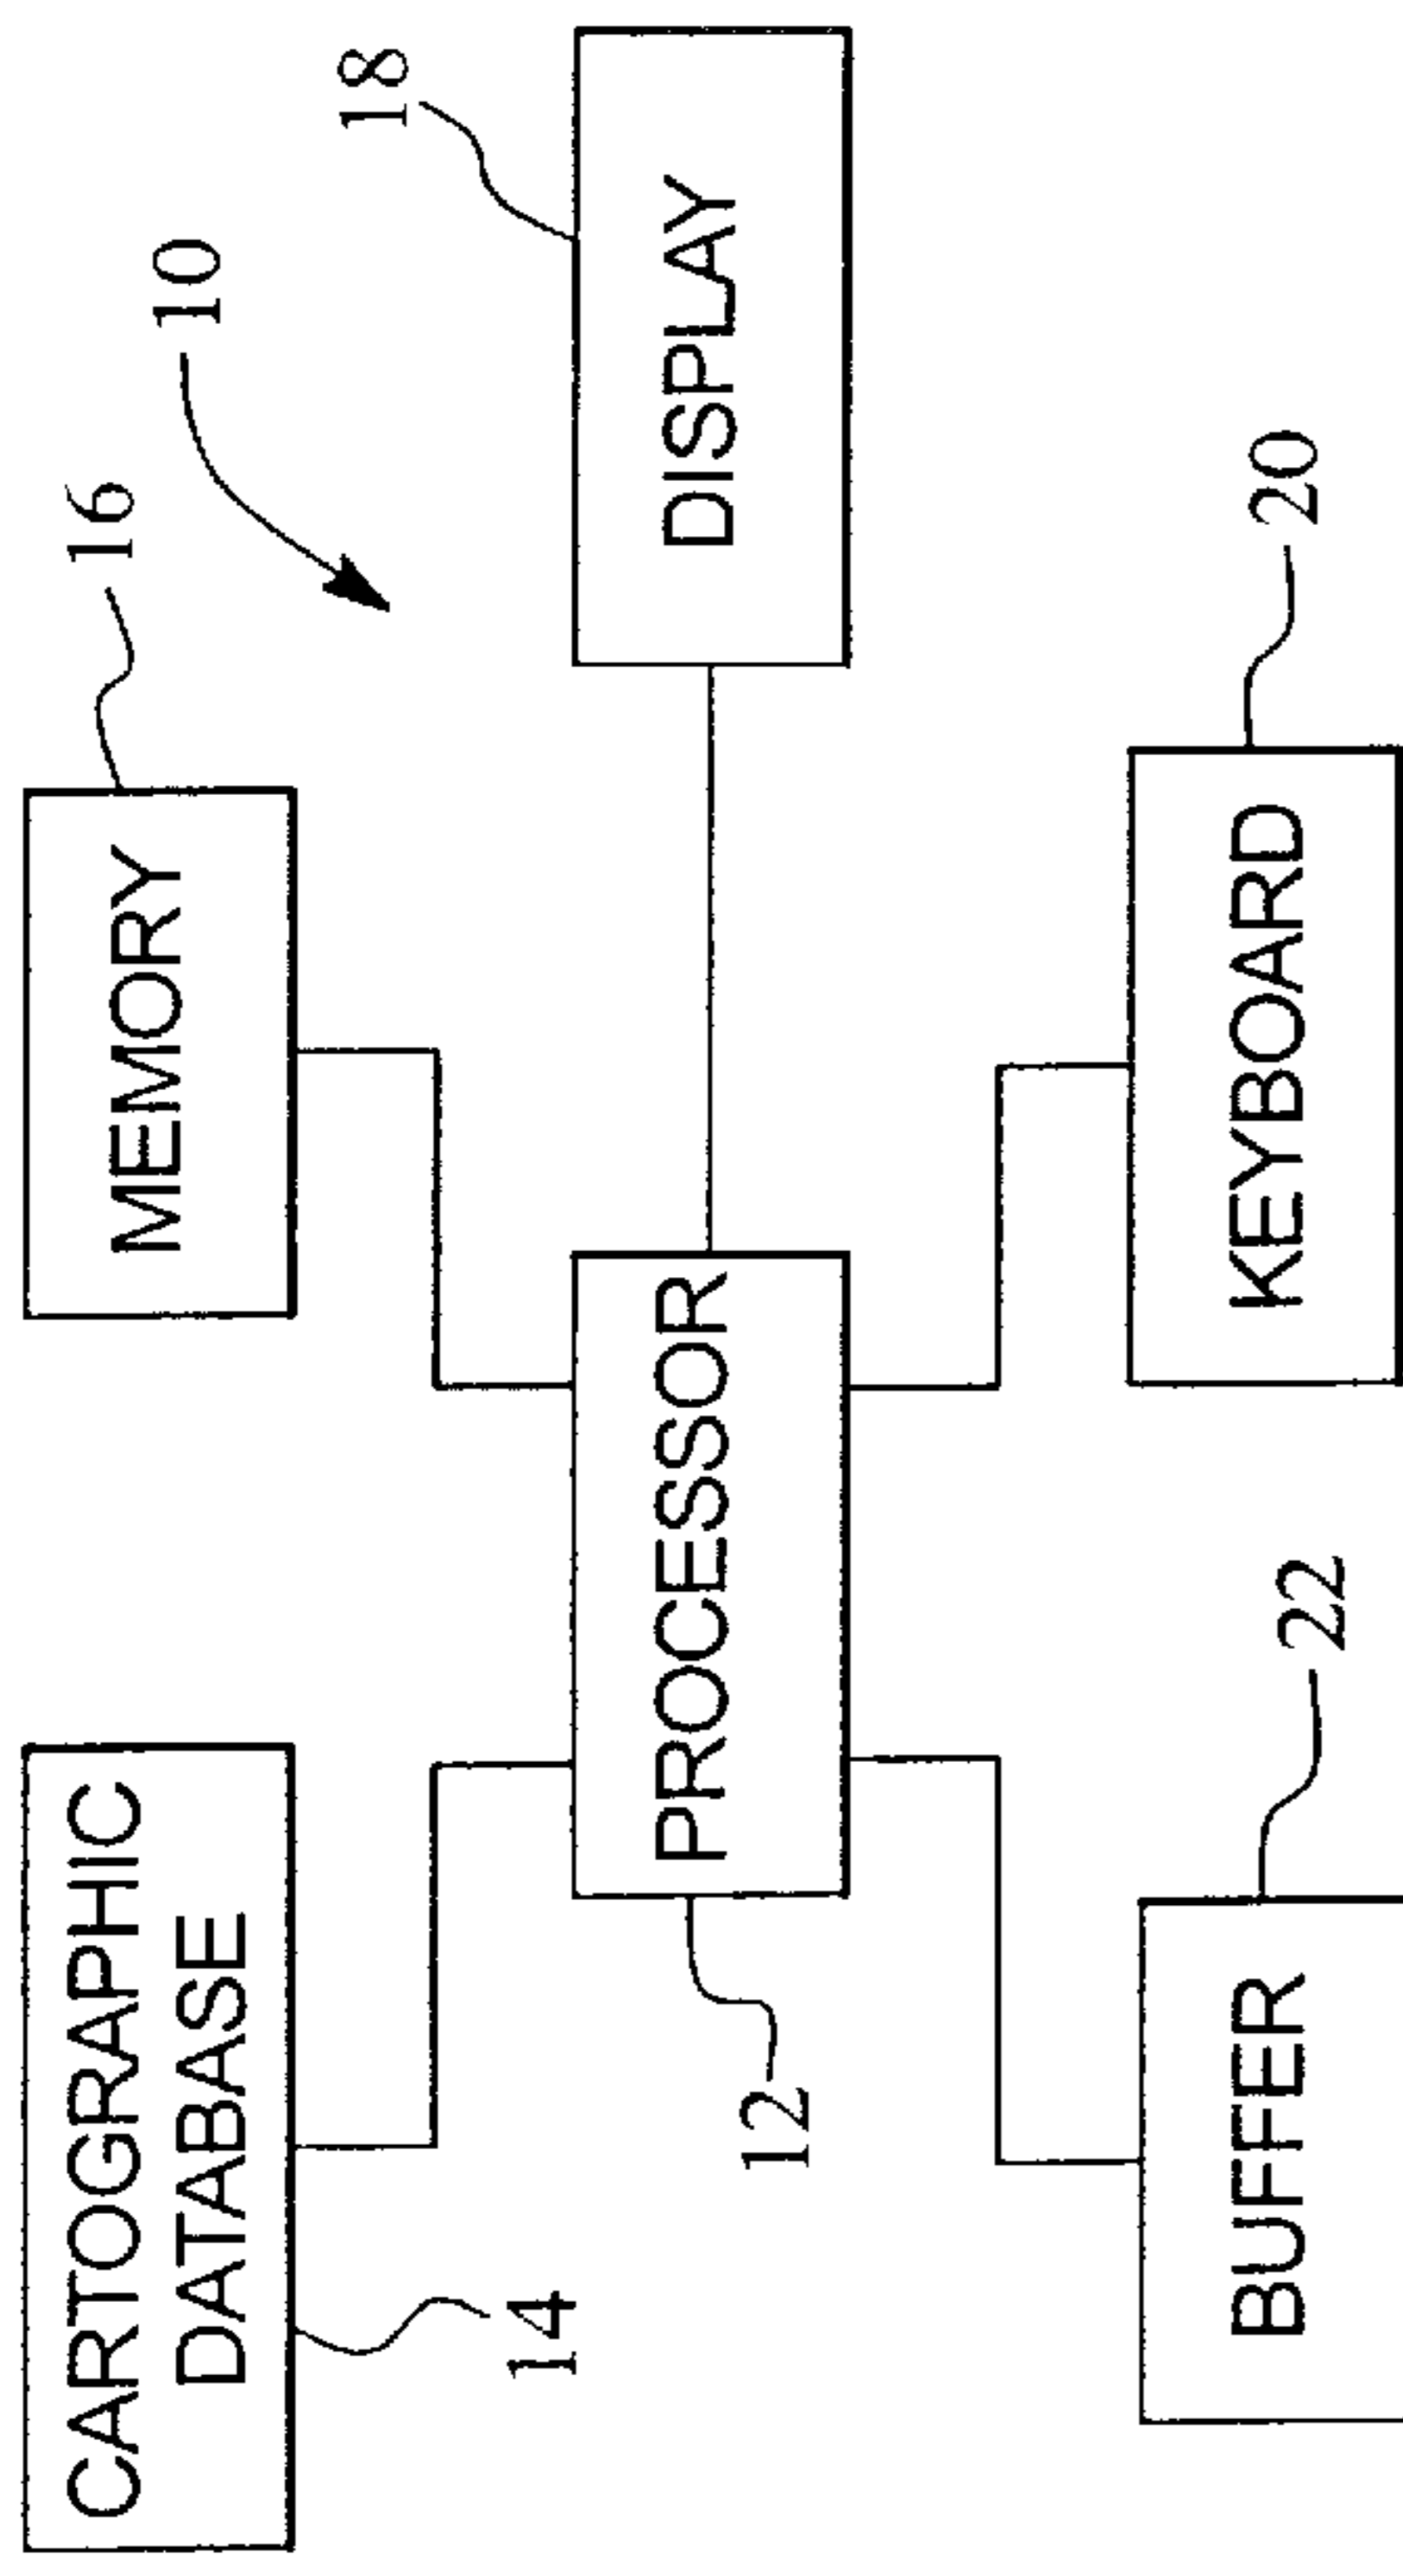 CARTOGRAPHIC
DATABASE
14
MEMORY
16
10
PROCESSOR
12
DISPLAY
18
BUFFER
22
KEYBOARD
20